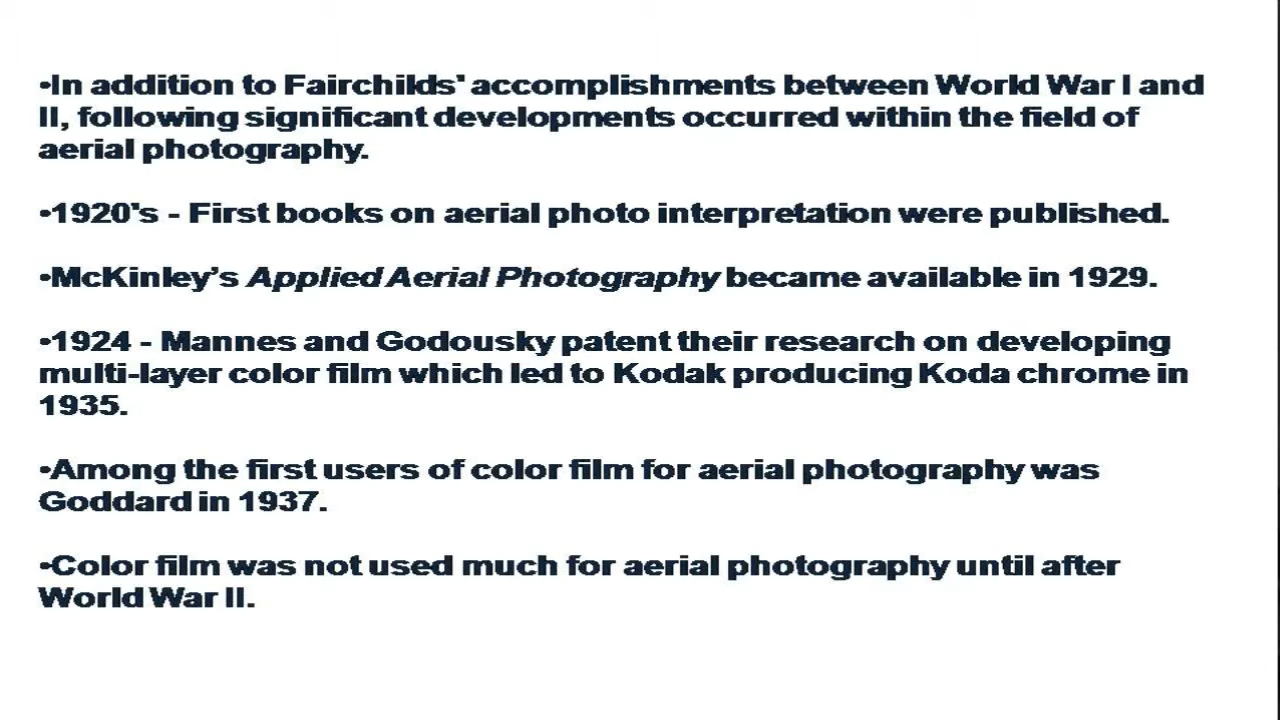 •In addition to Fairchilds' accomplishments between World War I and
II, following significant developments occurred within the field of
aerial photography.
•1920's - First books on aerial photo interpretation were published.
•McKinley’s Applied Aerial Photography became available in 1929.
•1924 - Mannes and Godousky patent their research on developing
multi-layer color film which led to Kodak producing Koda chrome in
1935.
•Among the first users of color film for aerial photography was
Goddard in 1937.
•Color film was not used much for aerial photography until after
World War II.